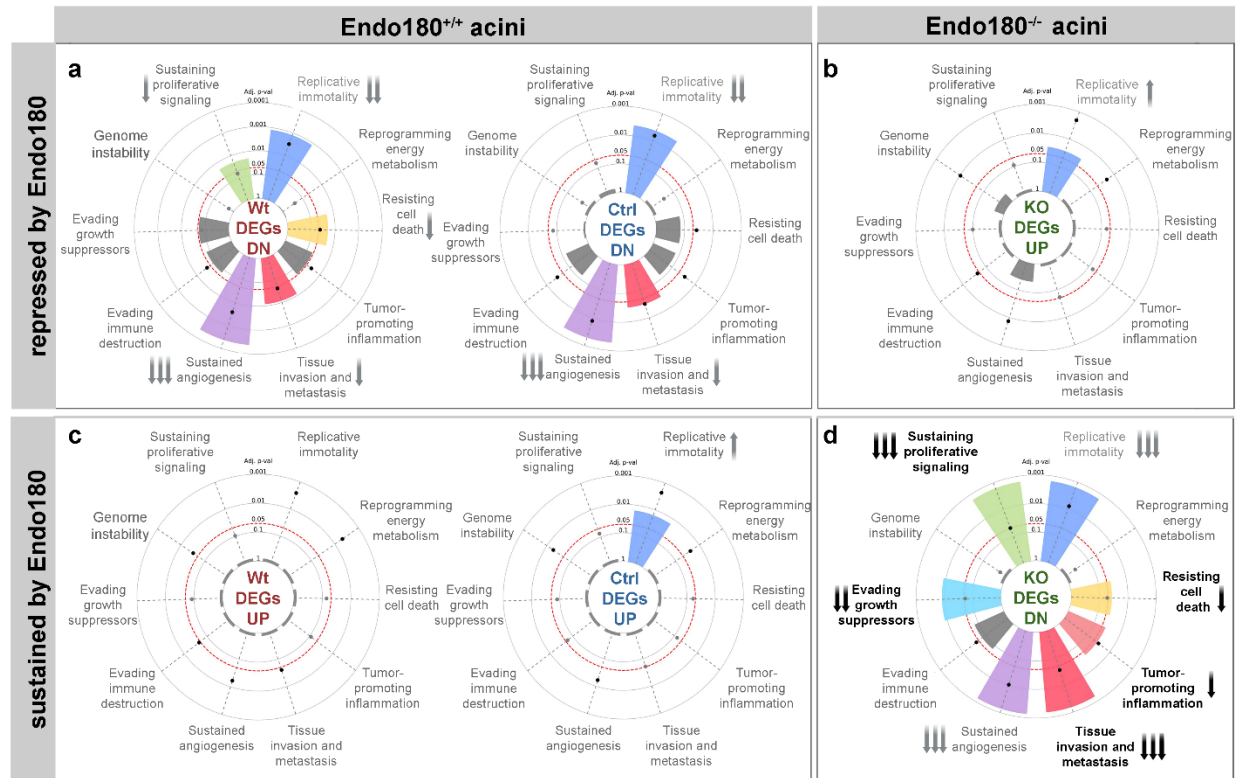 Endo180+/+ acini
Endo180-/- acini
repressed by Endo180
sustained by Endo180
a
Sustaining
proliferative
signaling
Replicative
immotality
Genome
instability
Reprogramming
energy
metabolism
Evading
growth
suppressors
Resisting
cell
death
Evading
immune
destruction
Tumor-
promoting
inflammation
Sustained
angiogenesis
Tissue
invasion and
metastasis
Adj. p-val
0.0001
0.001
0.01
0.05
0.1
1
Wt
DEGs
DN
Sustaining
proliferative
signaling
Replicative
immotality
Genome
instability
Reprogramming
energy
metabolism
Evading
growth
suppressors
Resisting
cell death
Evading
immune
destruction
Tumor-
promoting
inflammation
Sustained
angiogenesis
Tissue
invasion and
metastasis
Adj. p-val
0.001
0.01
0.05
0.1
1
Ctrl
DEGs
DN
b
Sustaining
proliferative
signaling
Replicative
immotality
Genome
instability
Reprogramming
energy
metabolism
Evading
growth
suppressors
Resisting
cell death
Evading
immune
destruction
Tumor-
promoting
inflammation
Sustained
angiogenesis
Tissue
invasion and
metastasis
Adj. p-val
0.001
0.01
0.05
0.1
1
KO
DEGs
UP
c
Sustaining
proliferative
signaling
Replicative
immotality
Genome
instability
Reprogramming
energy
metabolism
Evading
growth
suppressors
Resisting
cell death
Evading
immune
destruction
Tumor-
promoting
inflammation
Sustained
angiogenesis
Tissue
invasion and
metastasis
Adj. p-val
0.001
0.01
0.05
0.1
1
Wt
DEGs
UP
Sustaining
proliferative
signaling
Replicative
immotality
Genome
instability
Reprogramming
energy
metabolism
Evading
growth
suppressors
Resisting
cell death
Evading
immune
destruction
Tumor-
promoting
inflammation
Sustained
angiogenesis
Tissue
invasion and
metastasis
Adj. p-val
0.001
0.01
0.05
0.1
1
Ctrl
DEGs
UP
d
Sustaining
proliferative
signaling
Replicative
immotality
Genome
instability
Reprogramming
energy
metabolism
Evading
growth
suppressors
Resisting
cell
death
Evading
immune
destruction
Tumor-
promoting
inflammation
Sustained
angiogenesis
Tissue
invasion and
metastasis
Adj. p-val
0.001
0.01
0.05
0.1
1
KO
DEGs
DN